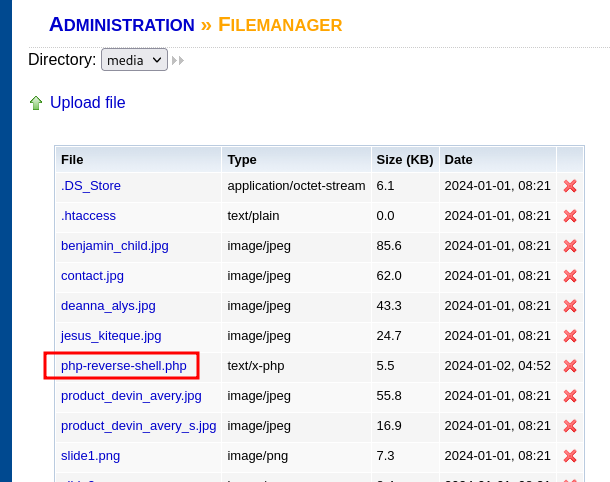 Administration » Filemanager
Directory: media
Upload file
File Type Size (KB) Date
.DS_Store application/octet-stream 6.1 2024-01-01, 08:21
.htaccess text/plain 0.0 2024-01-01, 08:21
benjamin_child.jpg image/jpeg 85.6 2024-01-01, 08:21
contact.jpg image/jpeg 62.0 2024-01-01, 08:21
deanna_alys.jpg image/jpeg 43.3 2024-01-01, 08:21
jesus_kiteque.jpg image/jpeg 24.7 2024-01-01, 08:21
php-reverse-shell.php text/x-php 5.5 2024-01-02, 04:52
product_devin_avery.jpg image/jpeg 55.8 2024-01-01, 08:21
product_devin_avery_s.jpg image/jpeg 16.9 2024-01-01, 08:21
slide1.png image/png 7.3 2024-01-01, 08:21